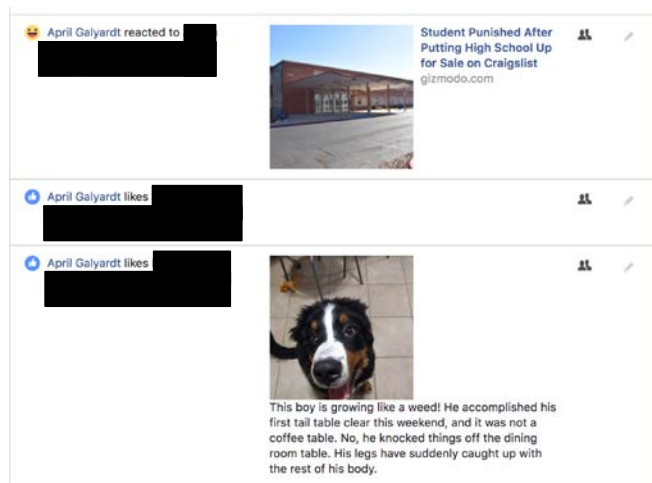 April Galyardt reacted to
Student Punished After
Putting High School Up
for Sale on Craigslist
gizmodo.com
April Galyardt likes
April Galyardt likes
This boy is growing like a weed! He accomplished his
first tail table clear this weekend, and it was not a
coffee table. No, he knocked things off the dining
room table. His legs have suddenly caught up with
the rest of his body.